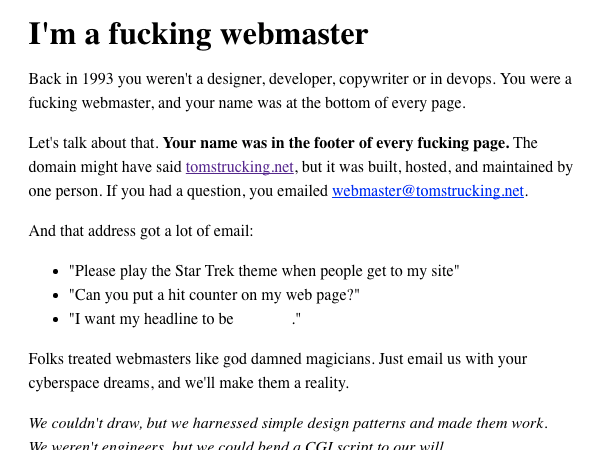 I'm a fucking webmaster
Back in 1993 you weren't a designer, developer, copywriter or in devops. You were a
fucking webmaster, and your name was at the bottom of every page.
Let's talk about that. Your name was in the footer of every fucking page. The
domain might have said tomstrucking.net, but it was built, hosted, and maintained by
one person. If you had a question, you emailed webmaster@tomstrucking.net.
And that address got a lot of email:
• "Please play the Star Trek theme when people get to my site"
• "Can you put a hit counter on my web page?"
• "I want my headline to be ."
Folks treated webmasters like god damned magicians. Just email us with your
cyberspace dreams, and we'll make them a reality.
We couldn't draw, but we harnessed simple design patterns and made them work.
We weren't engineers, but we could bend a CGI script to our will.